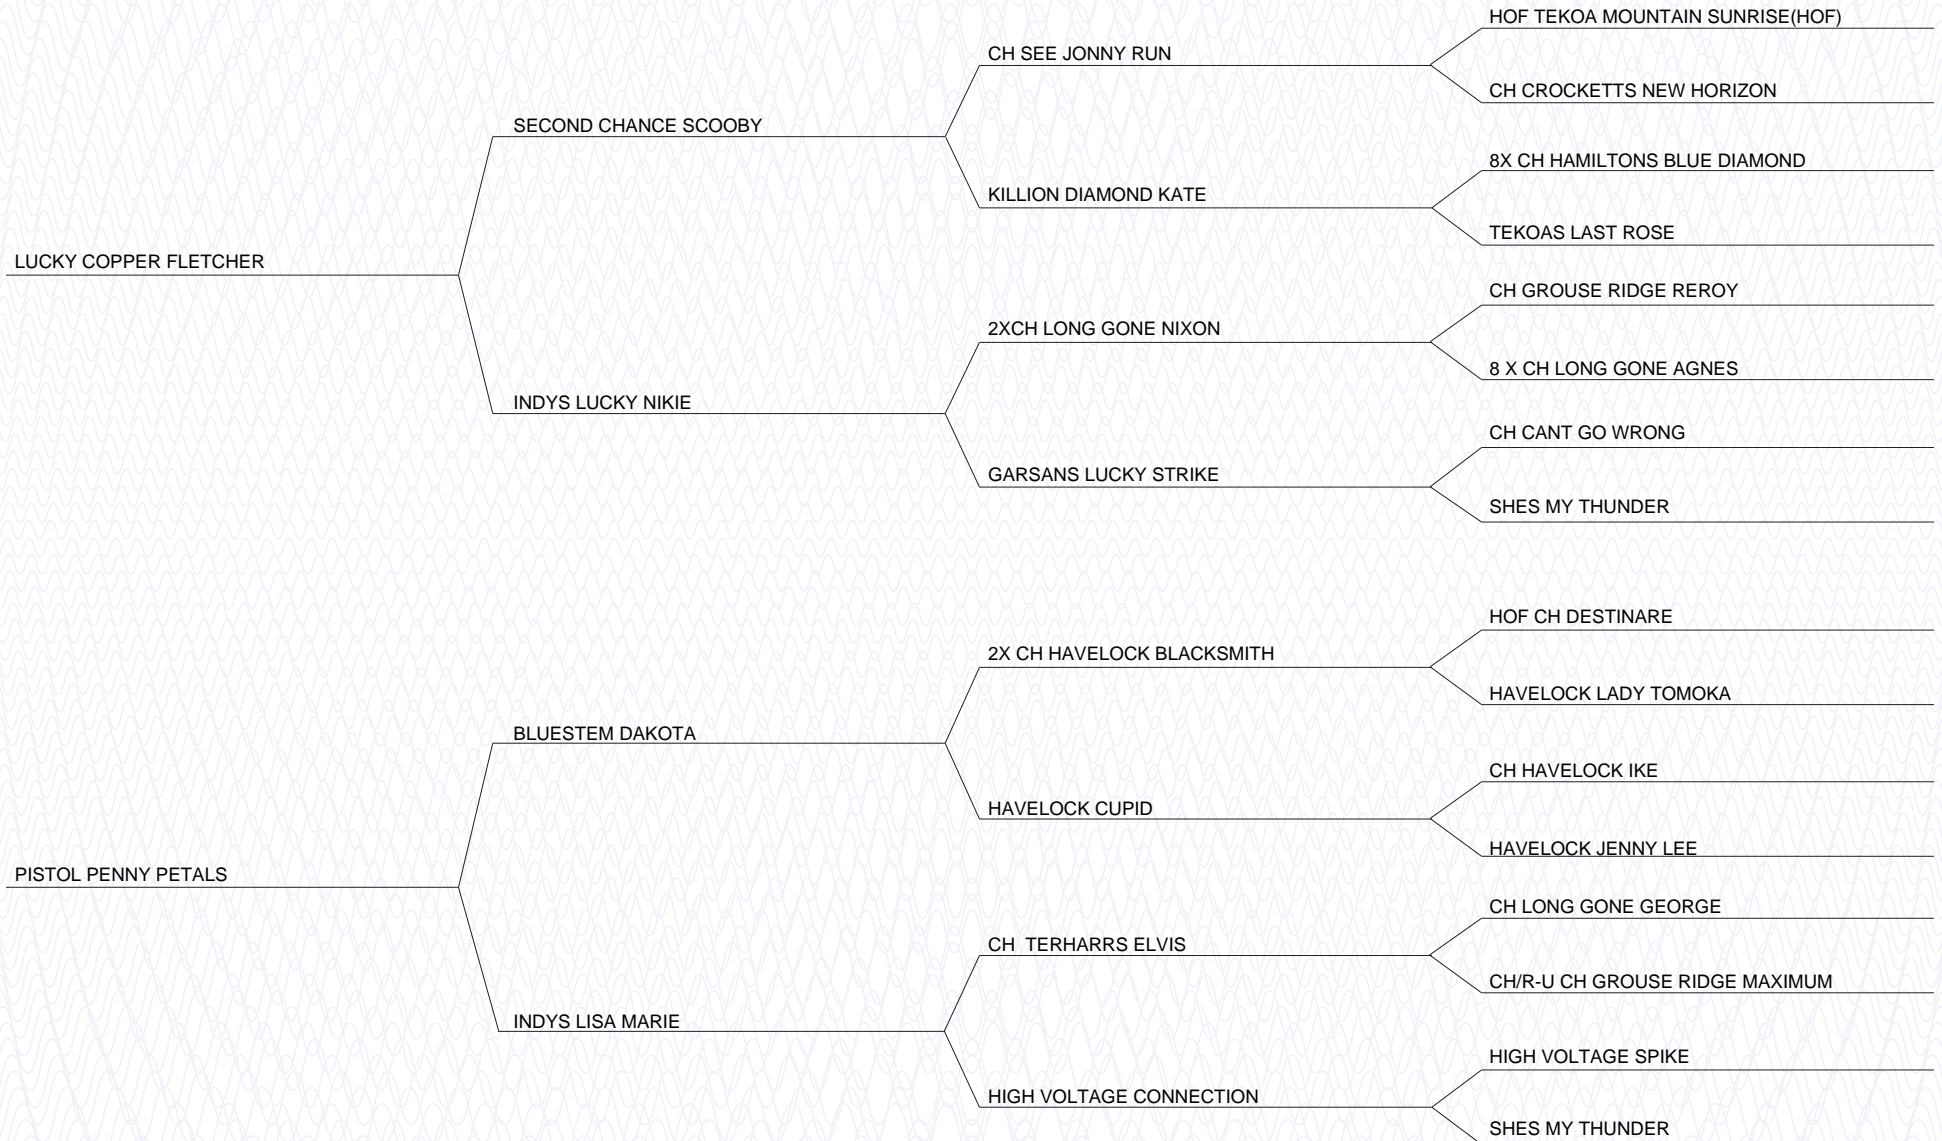 HOF TEKOA MOUNTAIN SUNRISE(HOF)
CH SEE JONNY RUN
CH CROCKETTS NEW HORIZON
SECOND CHANCE SCOOBY
8X CH HAMILTONS BLUE DIAMOND
KILLION DIAMOND KATE
TEKOAS LAST ROSE
LUCKY COPPER FLETCHER
CH GROUSE RIDGE REROY
2XCH LONG GONE NIXON
8 X CH LONG GONE AGNES
INDYS LUCKY NIKIE
CH CANT GO WRONG
GARSANS LUCKY STRIKE
SHES MY THUNDER
HOF CH DESTINARE
2X CH HAVELOCK BLACKSMITH
HAVELOCK LADY TOMOKA
BLUESTEM DAKOTA
CH HAVELOCK IKE
HAVELOCK CUPID
HAVELOCK JENNY LEE
PISTOL PENNY PETALS
CH LONG GONE GEORGE
CH  TERHARRS ELVIS
CH/R-U CH GROUSE RIDGE MAXIMUM
INDYS LISA MARIE
HIGH VOLTAGE SPIKE
HIGH VOLTAGE CONNECTION
SHES MY THUNDER